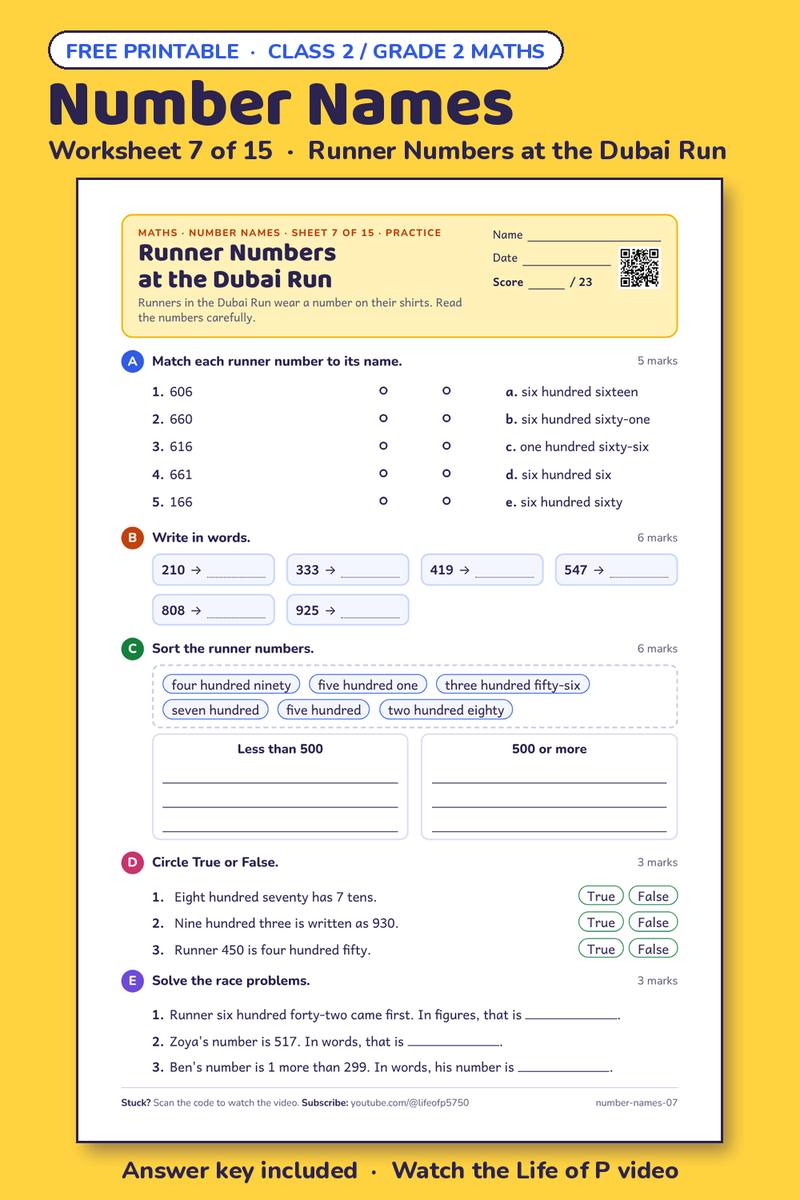 FREE PRINTABLE · CLASS 2 / GRADE 2 MATHS
Number Names
Worksheet 7 of 15 · Runner Numbers at the Dubai Run
MATHS · NUMBER NAMES · SHEET 7 OF 15 · PRACTICE
Runner Numbers
at the Dubai Run
Runners in the Dubai Run wear a number on their shirts. Read
the numbers carefully.
Name
Date
Score / 23
A Match each runner number to its name. 5 marks
1. 606 a. six hundred sixteen
2. 660 b. six hundred sixty-one
3. 616 c. one hundred sixty-six
4. 661 d. six hundred six
5. 166 e. six hundred sixty
B Write in words. 6 marks
210 → 333 → 419 → 547 →
808 → 925 →
C Sort the runner numbers. 6 marks
four hundred ninety five hundred one three hundred fifty-six
seven hundred five hundred two hundred eighty
Less than 500 500 or more
D Circle True or False. 3 marks
1. Eight hundred seventy has 7 tens. True False
2. Nine hundred three is written as 930. True False
3. Runner 450 is four hundred fifty. True False
E Solve the race problems. 3 marks
1. Runner six hundred forty-two came first. In figures, that is .
2. Zoya's number is 517. In words, that is .
3. Ben's number is 1 more than 299. In words, his number is .
Stuck? Scan the code to watch the video. Subscribe: youtube.com/@lifeofp5750 number-names-07
Answer key included · Watch the Life of P video